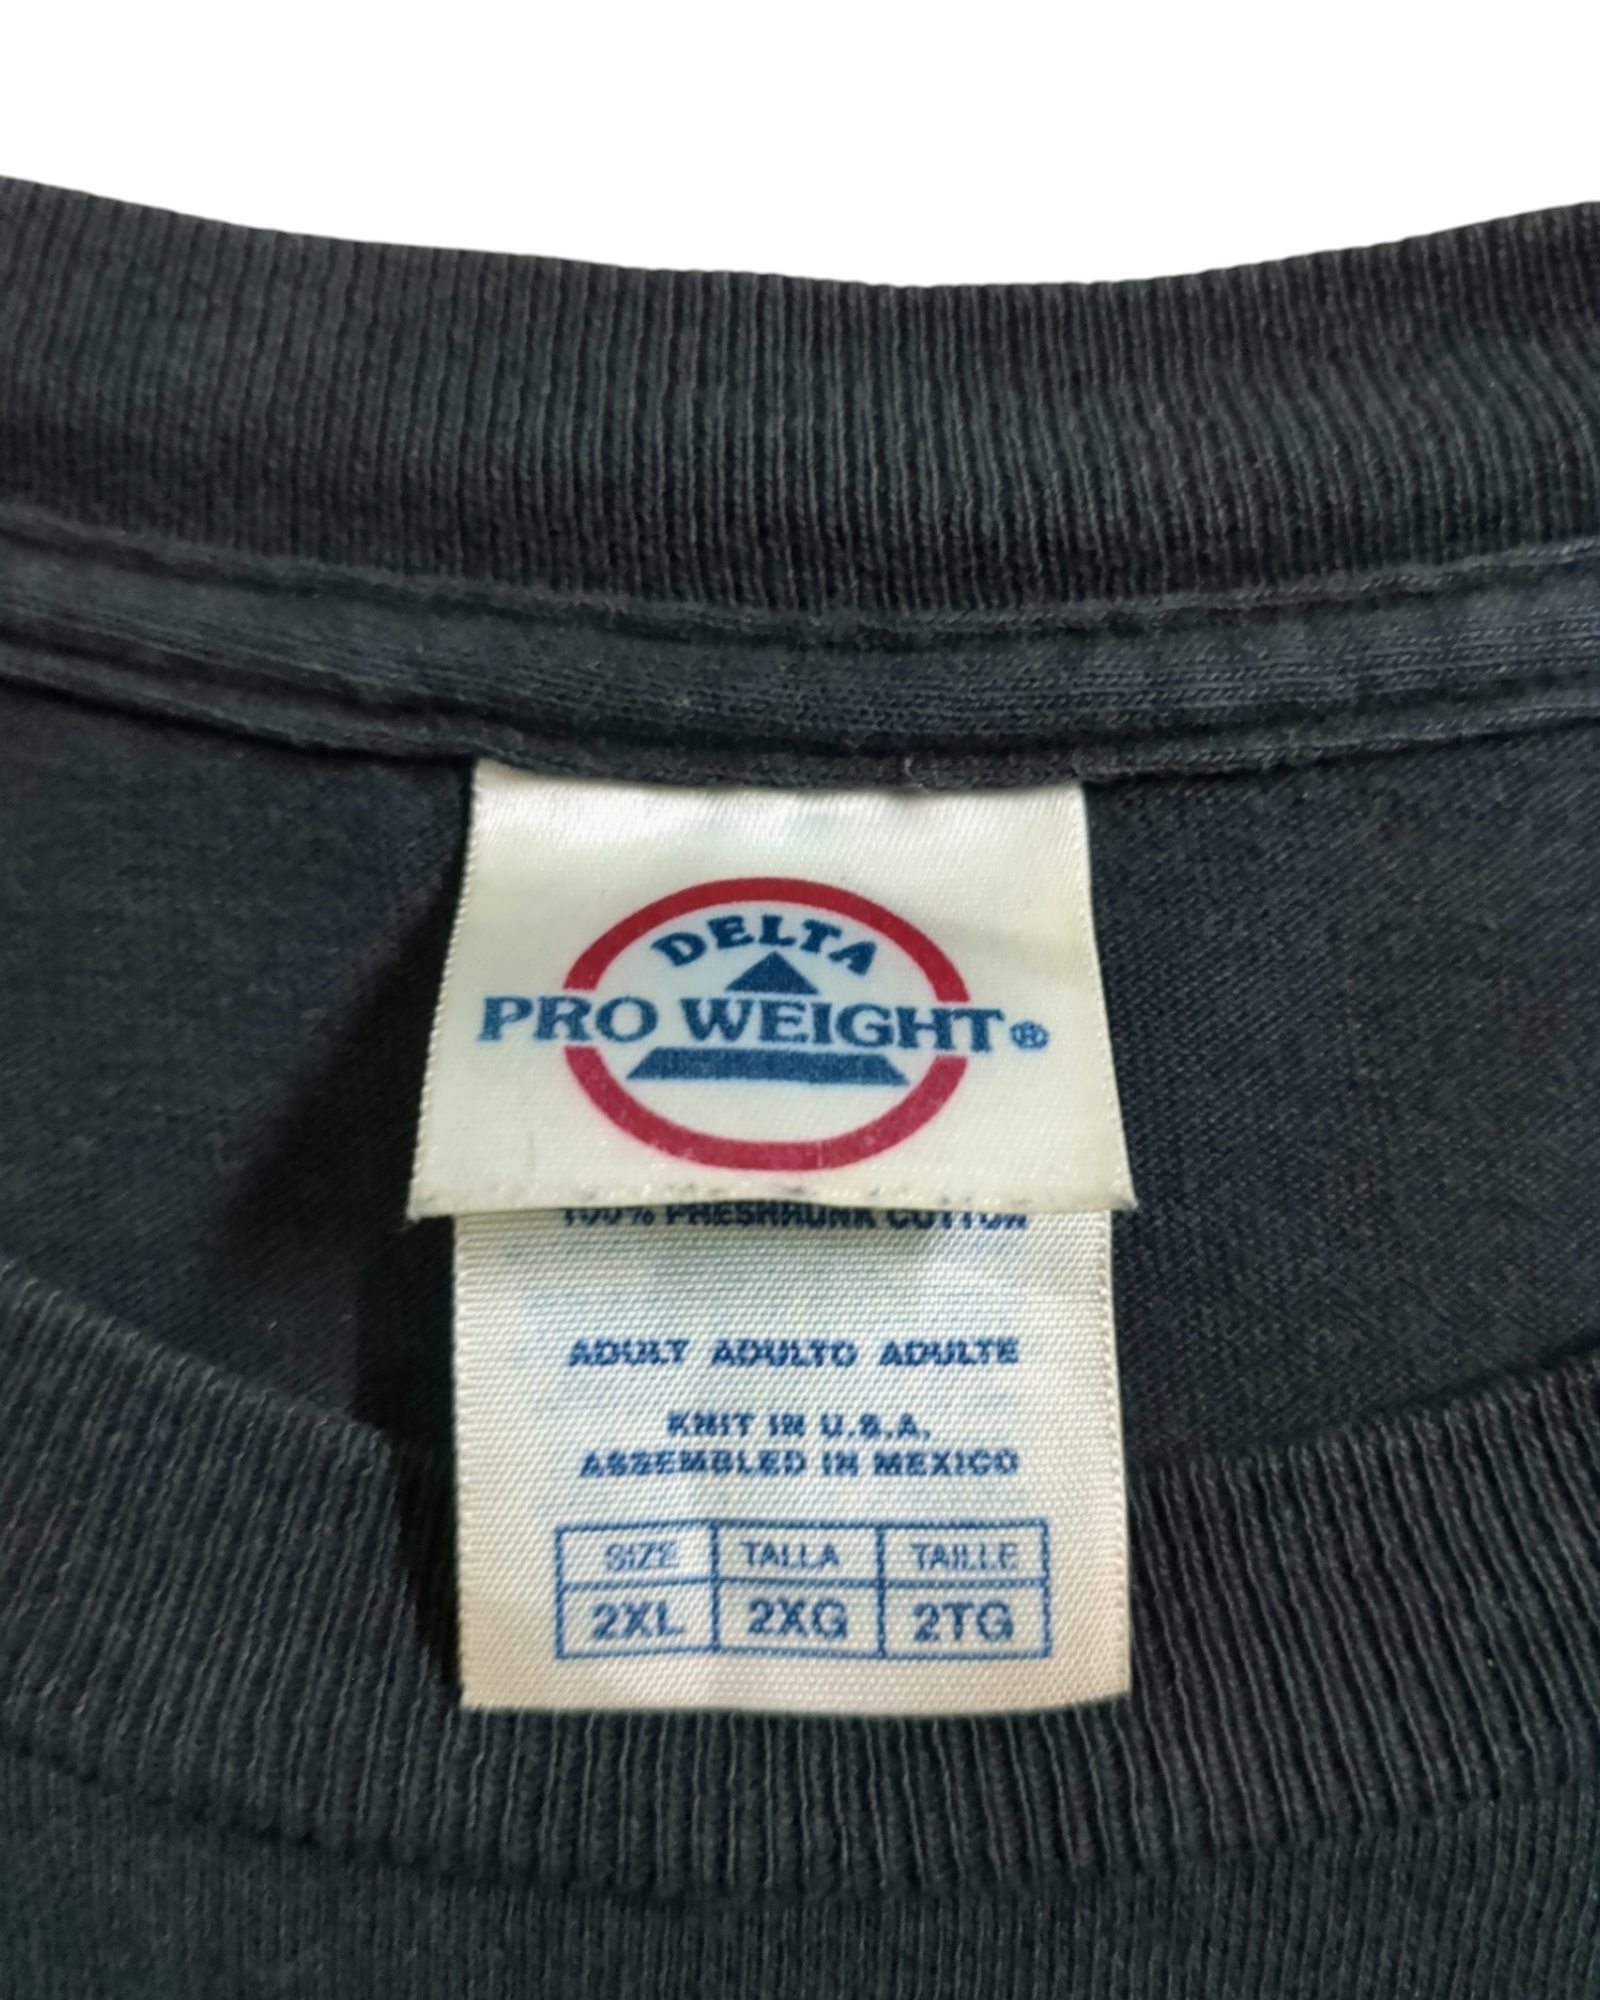 DELTA
PRO WEIGHT®
100% PRESHRUNK COTTON
ADULT ADULTO ADULTE
KNIT IN U.S.A.
ASSEMBLED IN MEXICO
SIZE TALLA TAILLE
2XL 2XG 2TG